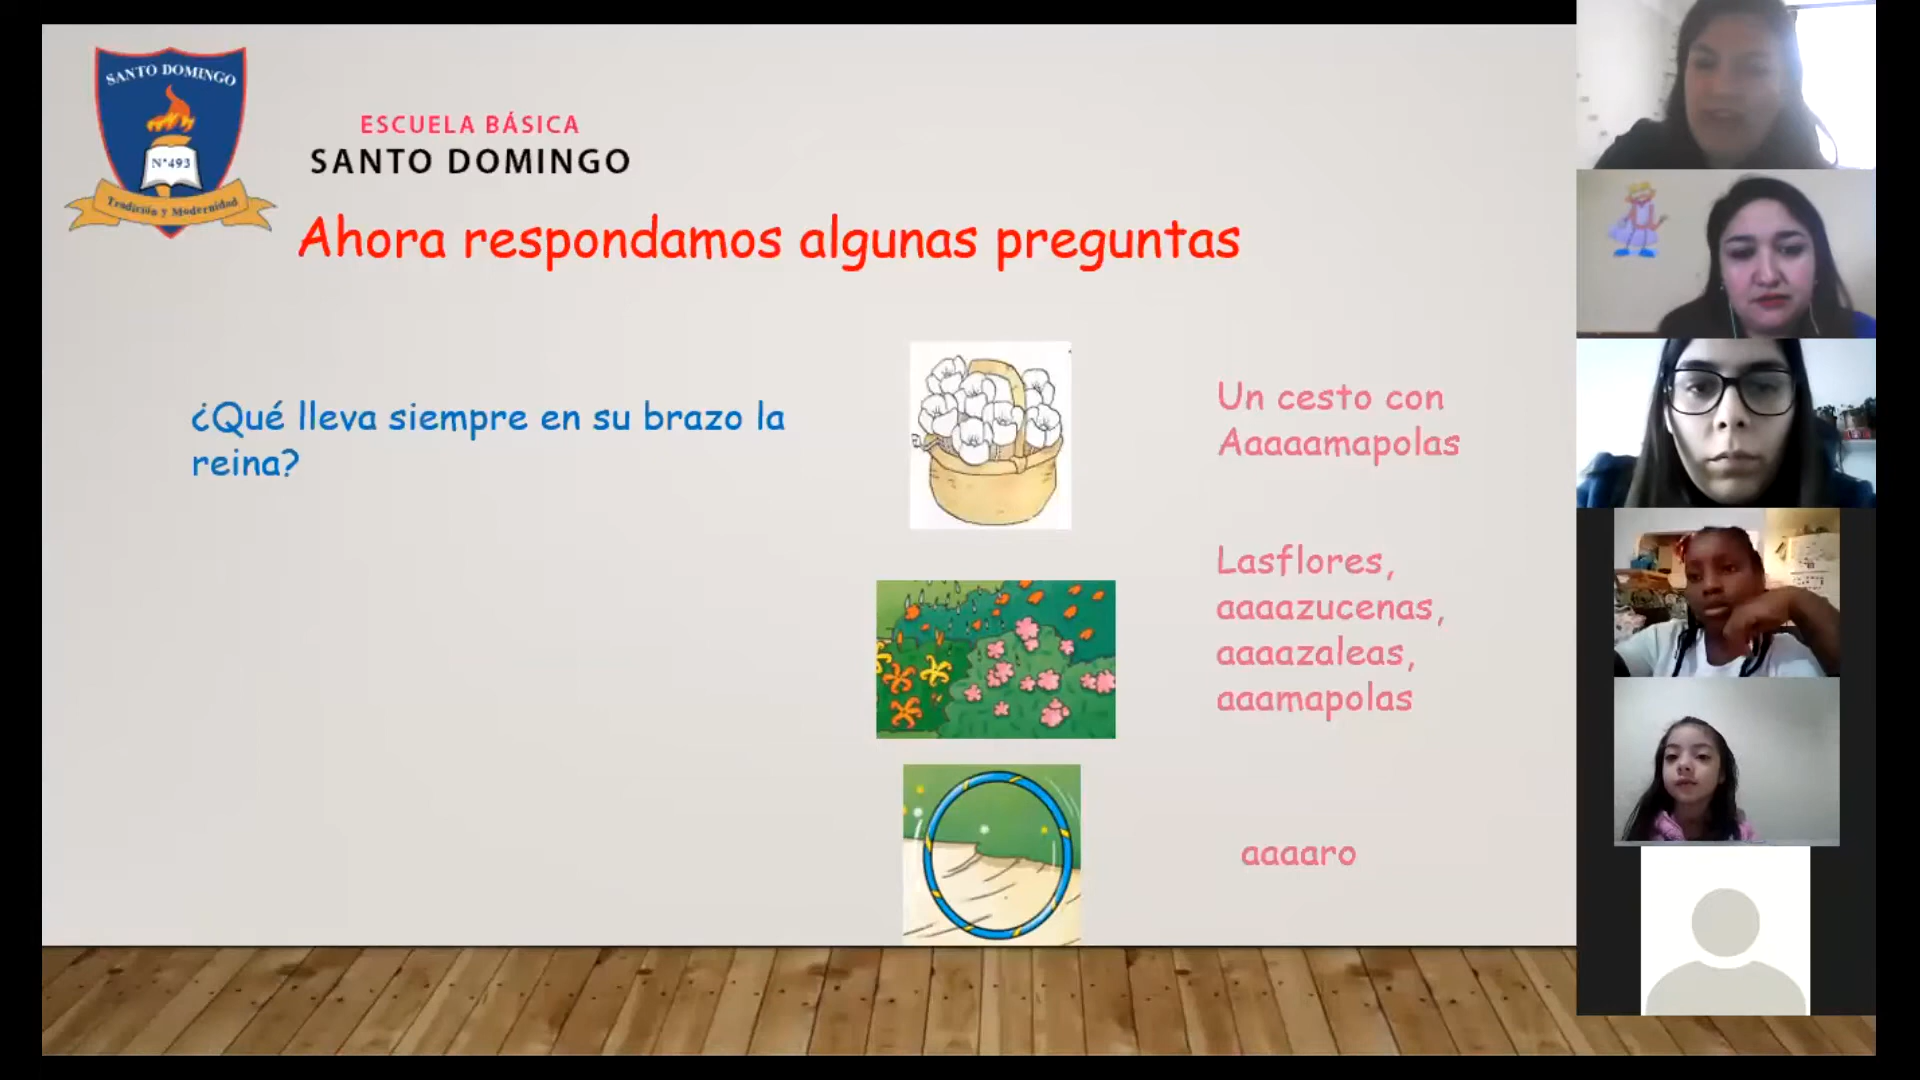 SANTO DOMINGO
N°493
Tradición y Modernidad
ESCUELA BÁSICA
SANTO DOMINGO
Ahora respondamos algunas preguntas
¿Qué lleva siempre en su brazo la
reina?
Un cesto con
Aaaaamapolas
Lasflores,
aaaazucenas,
aaaazaleas,
aaamapolas
aaaaro